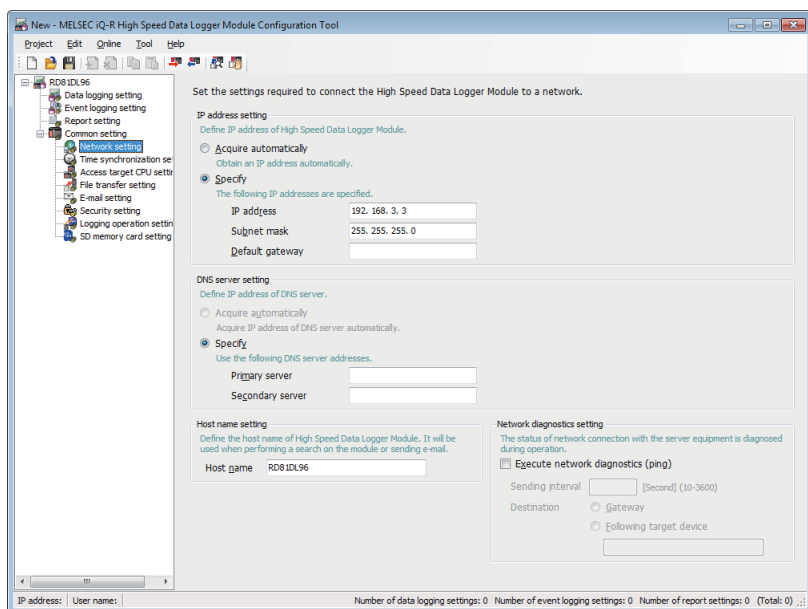 New - MELSEC iQ-R High Speed Data Logger Module Configuration Tool
Project Edit Online Tool Help
RD81DL96
Data logging setting
Event logging setting
Report setting
Common setting
Network setting
Time synchronization set
Access target CPU settin
File transfer setting
E-mail setting
Security setting
Logging operation settin
SD memory card setting
Set the settings required to connect the High Speed Data Logger Module to a network.
IP address setting
Define IP address of High Speed Data Logger Module.
Acquire automatically
Obtain an IP address automatically.
Specify
The following IP addresses are specified.
IP address 192. 168. 3. 3
Subnet mask 255. 255. 255. 0
Default gateway
DNS server setting
Define IP address of DNS server.
Acquire automatically
Acquire IP address of DNS server automatically.
Specify
Use the following DNS server addresses.
Primary server
Secondary server
Host name setting
Define the host name of High Speed Data Logger Module. It will be
used when performing a search on the module or sending e-mail.
Host name RD81DL96
Network diagnostics setting
The status of network connection with the server equipment is diagnosed
during operation.
Execute network diagnostics (ping)
Sending interval [Second] (10-3600)
Destination Gateway
Following target device
IP address: User name: Number of data logging settings: 0 Number of event logging settings: 0 Number of report settings: 0 (Total: 0)